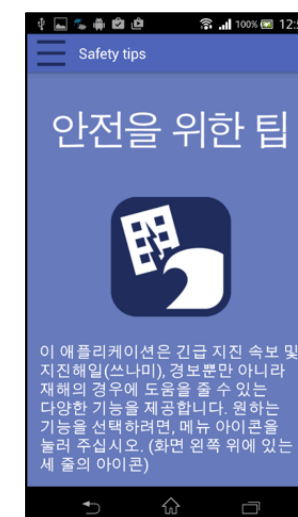 100% 12:5
Safety tips
안전을 위한 팁
이 애플리케이션은 긴급 지진 속보 및
지진해일(쓰나미), 경보뿐만 아니라
재해의 경우에 도움을 줄 수 있는
다양한 기능을 제공합니다. 원하는
기능을 선택하려면, 메뉴 아이콘을
눌러 주십시오. (화면 왼쪽 위에 있는
세 줄의 아이콘)